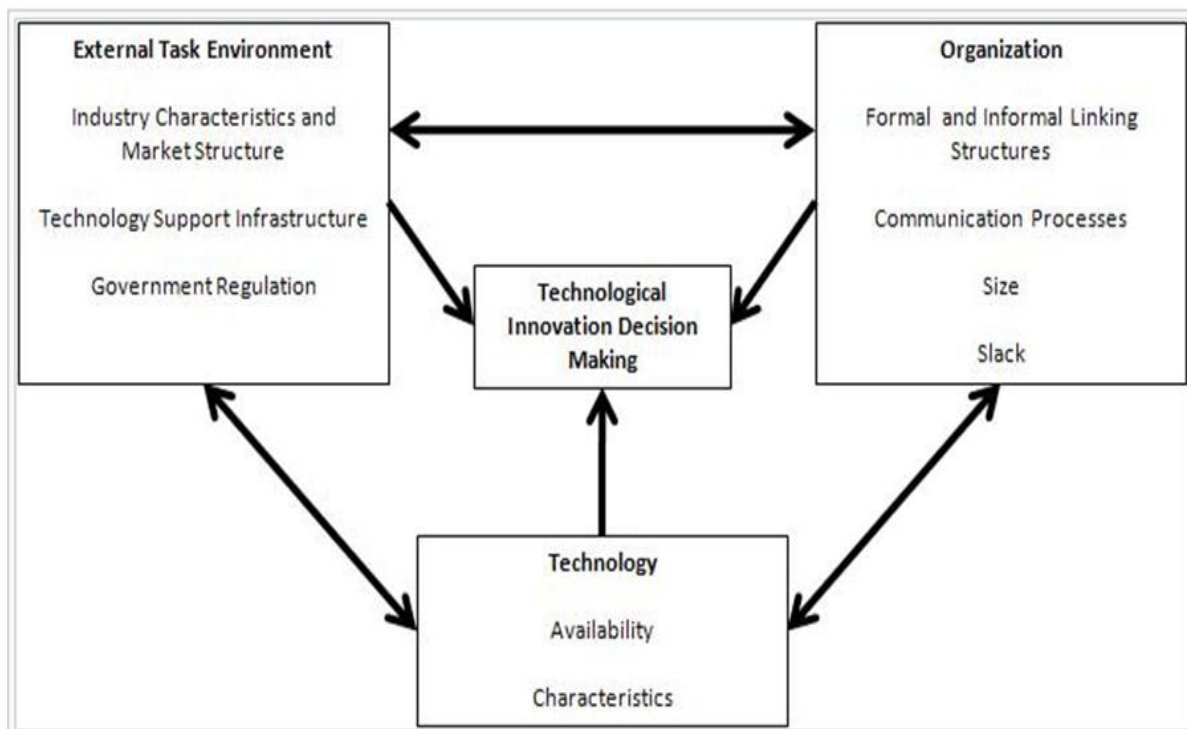 External Task Environment
Industry Characteristics and
Market Structure
Technology Support Infrastructure
Government Regulation
Organization
Formal and Informal Linking
Structures
Communication Processes
Size
Slack
Technological
Innovation Decision
Making
Technology
Availability
Characteristics